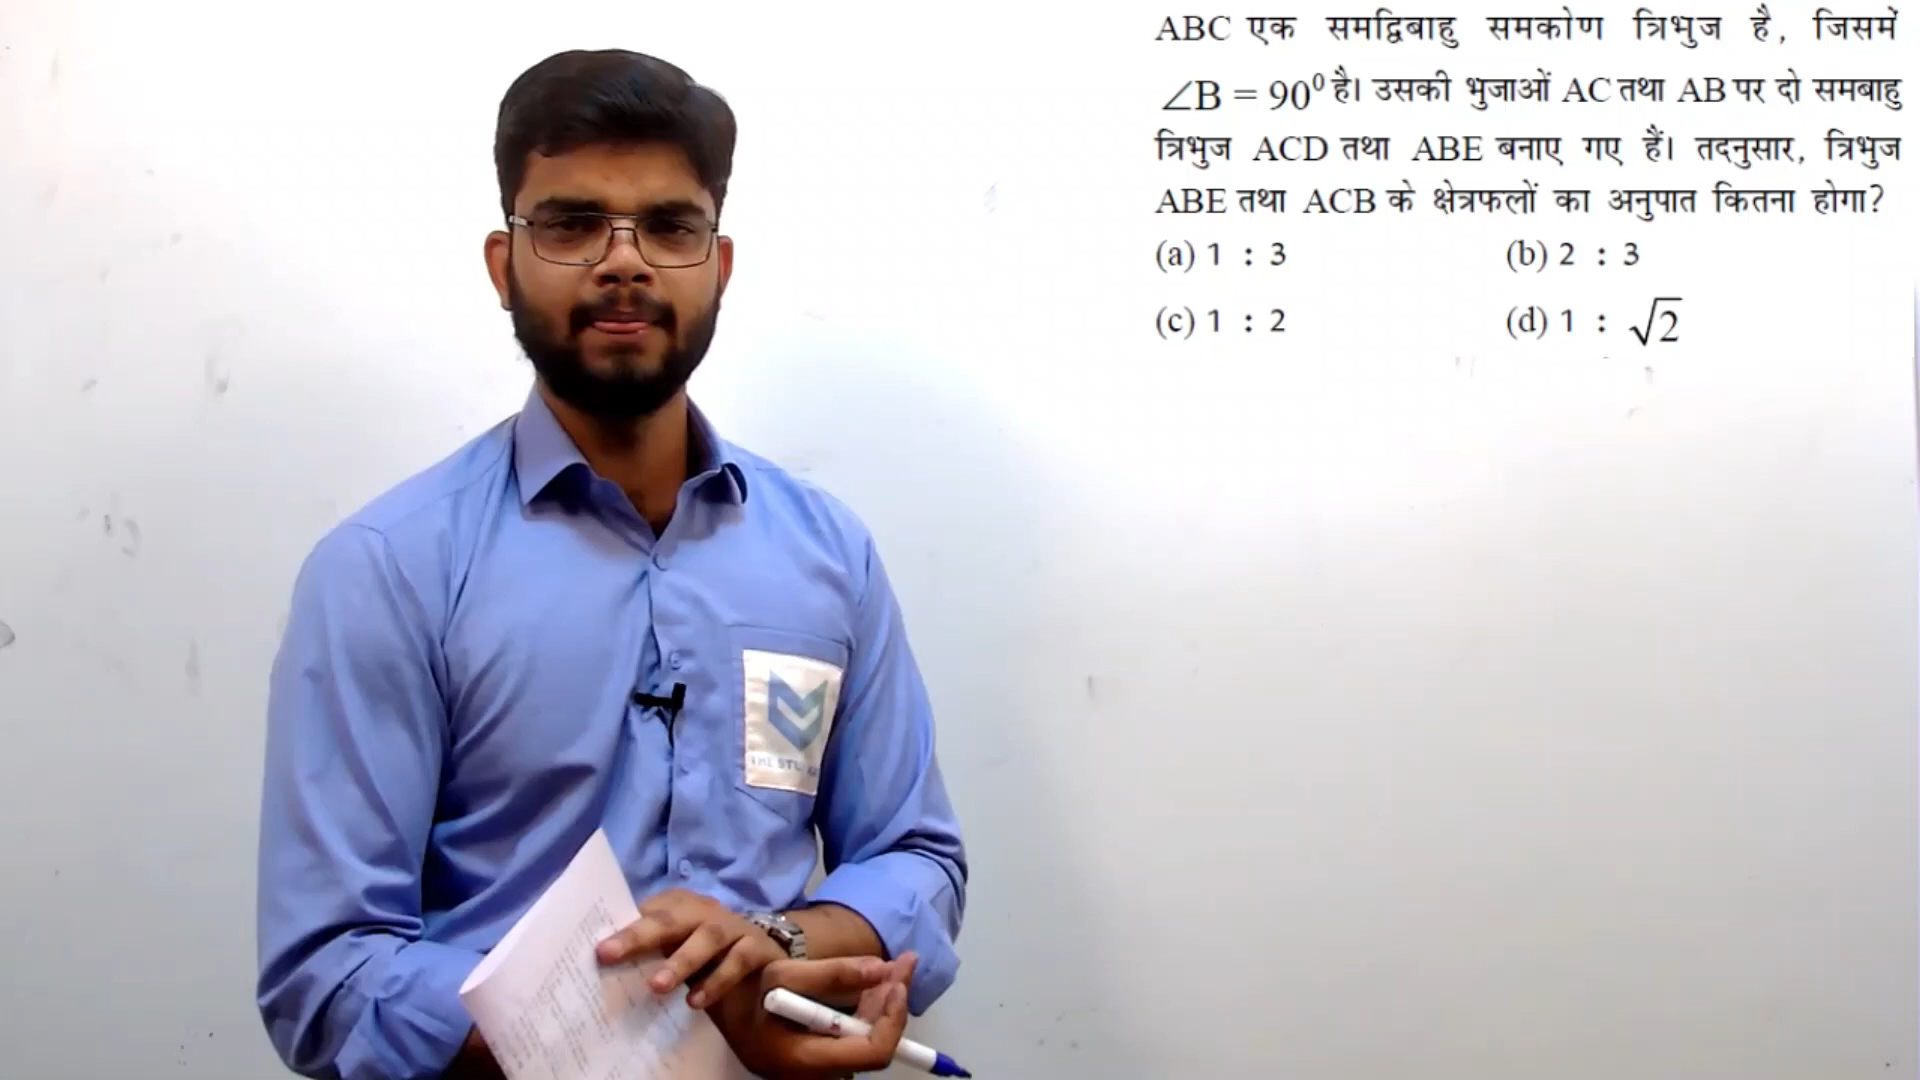 ABC एक समद्विबाहु समकोण त्रिभुज है, जिसमें
∠B = 90⁰ है। उसकी भुजाओं AC तथा AB पर दो समबाहु
त्रिभुज ACD तथा ABE बनाए गए हैं। तदनुसार, त्रिभुज
ABE तथा ACB के क्षेत्रफलों का अनुपात कितना होगा?
(a) 1 : 3 (b) 2 : 3
(c) 1 : 2 (d) 1 : √2
THE